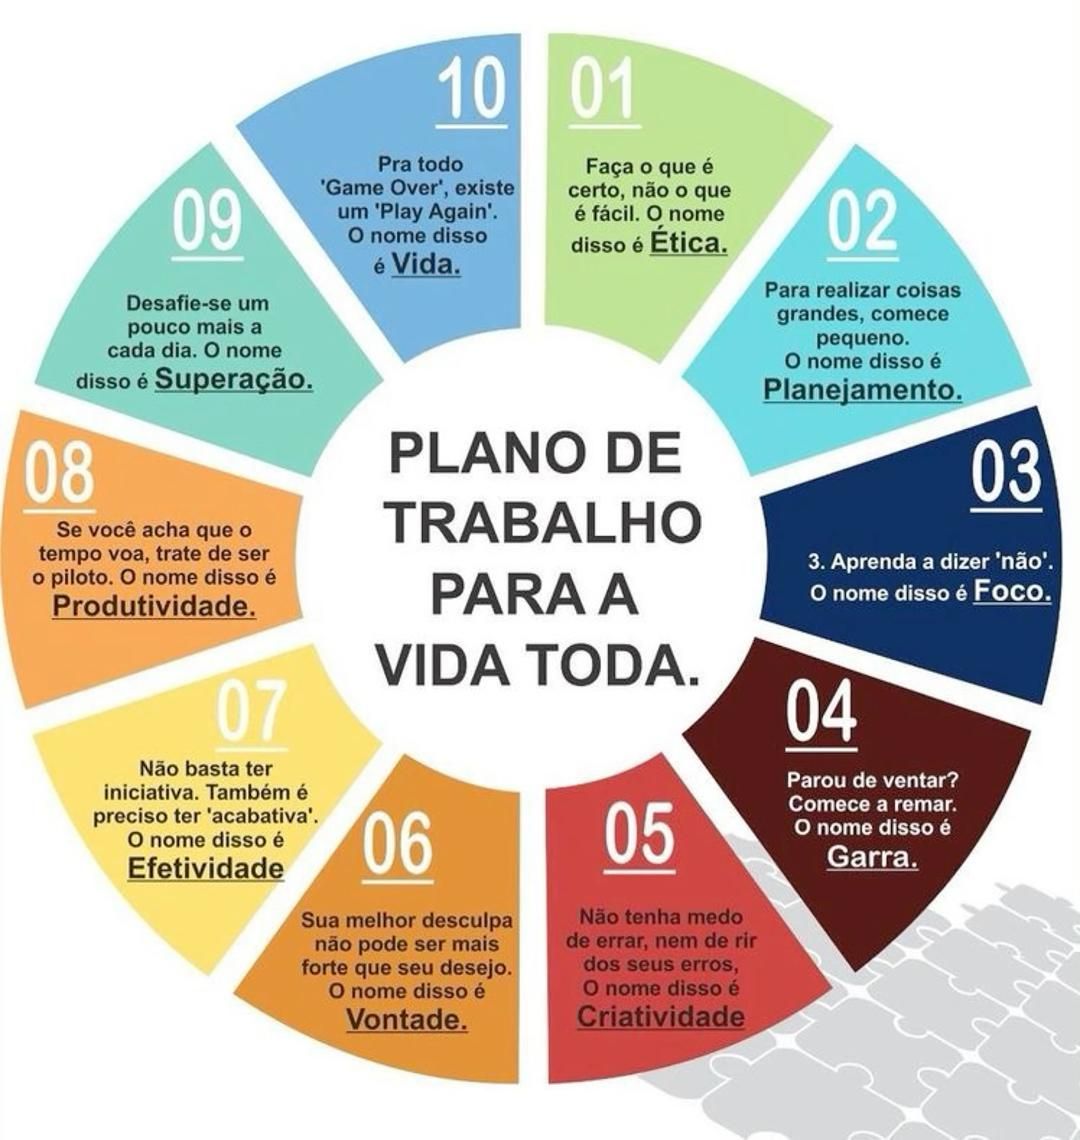 PLANO DE
TRABALHO
PARA A
VIDA TODA.
01
Faça o que é
certo, não o que
é fácil. O nome
disso é Ética.
02
Para realizar coisas
grandes, comece
pequeno.
O nome disso é
Planejamento.
03
3. Aprenda a dizer 'não'.
O nome disso é Foco.
04
Parou de ventar?
Comece a remar.
O nome disso é
Garra.
05
Não tenha medo
de errar, nem de rir
dos seus erros,
O nome disso é
Criatividade
06
Sua melhor desculpa
não pode ser mais
forte que seu desejo.
O nome disso é
Vontade.
07
Não basta ter
iniciativa. Também é
preciso ter 'acabativa'.
O nome disso é
Efetividade
08
Se você acha que o
tempo voa, trate de ser
o piloto. O nome disso é
Produtividade.
09
Desafie-se um
pouco mais a
cada dia. O nome
disso é Superação.
10
Pra todo
'Game Over', existe
um 'Play Again'.
O nome disso
é Vida.